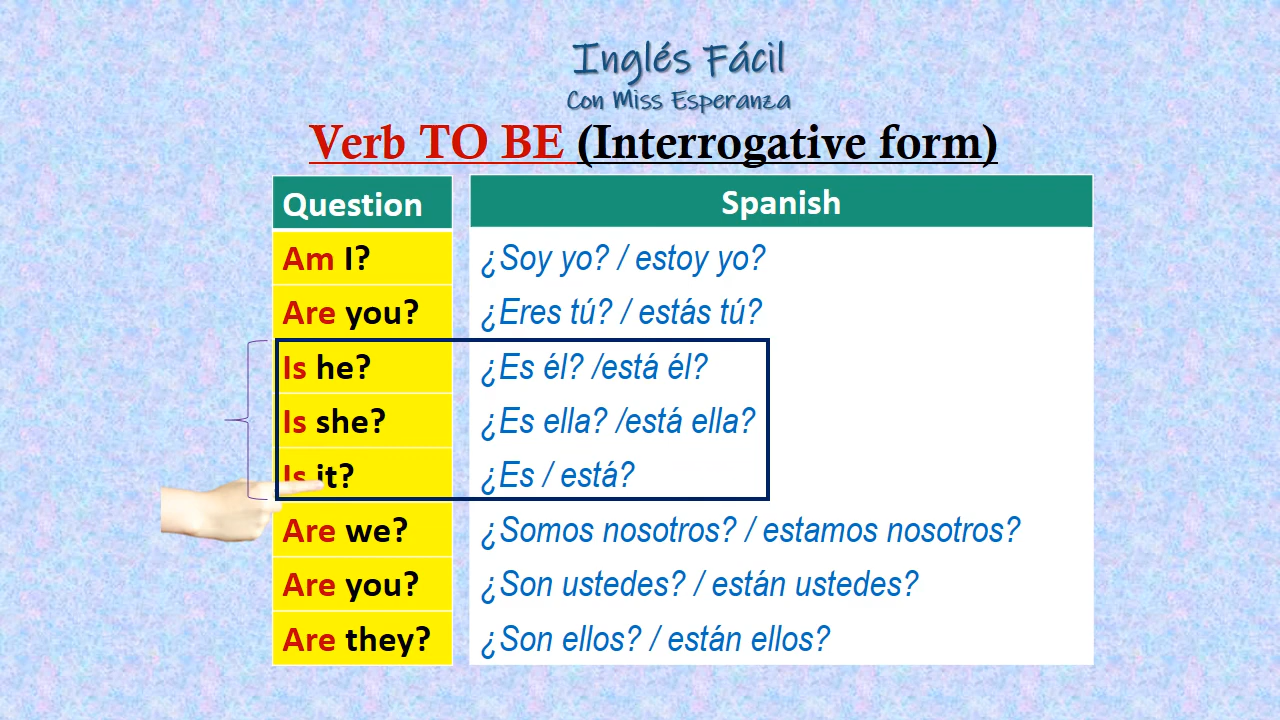 Inglés Fácil
Con Miss Esperanza
Verb TO BE (Interrogative form)
Question Spanish
Am I? ¿Soy yo? / estoy yo?
Are you? ¿Eres tú? / estás tú?
Is he? ¿Es él? /está él?
Is she? ¿Es ella? /está ella?
Is it? ¿Es / está?
Are we? ¿Somos nosotros? / estamos nosotros?
Are you? ¿Son ustedes? / están ustedes?
Are they? ¿Son ellos? / están ellos?